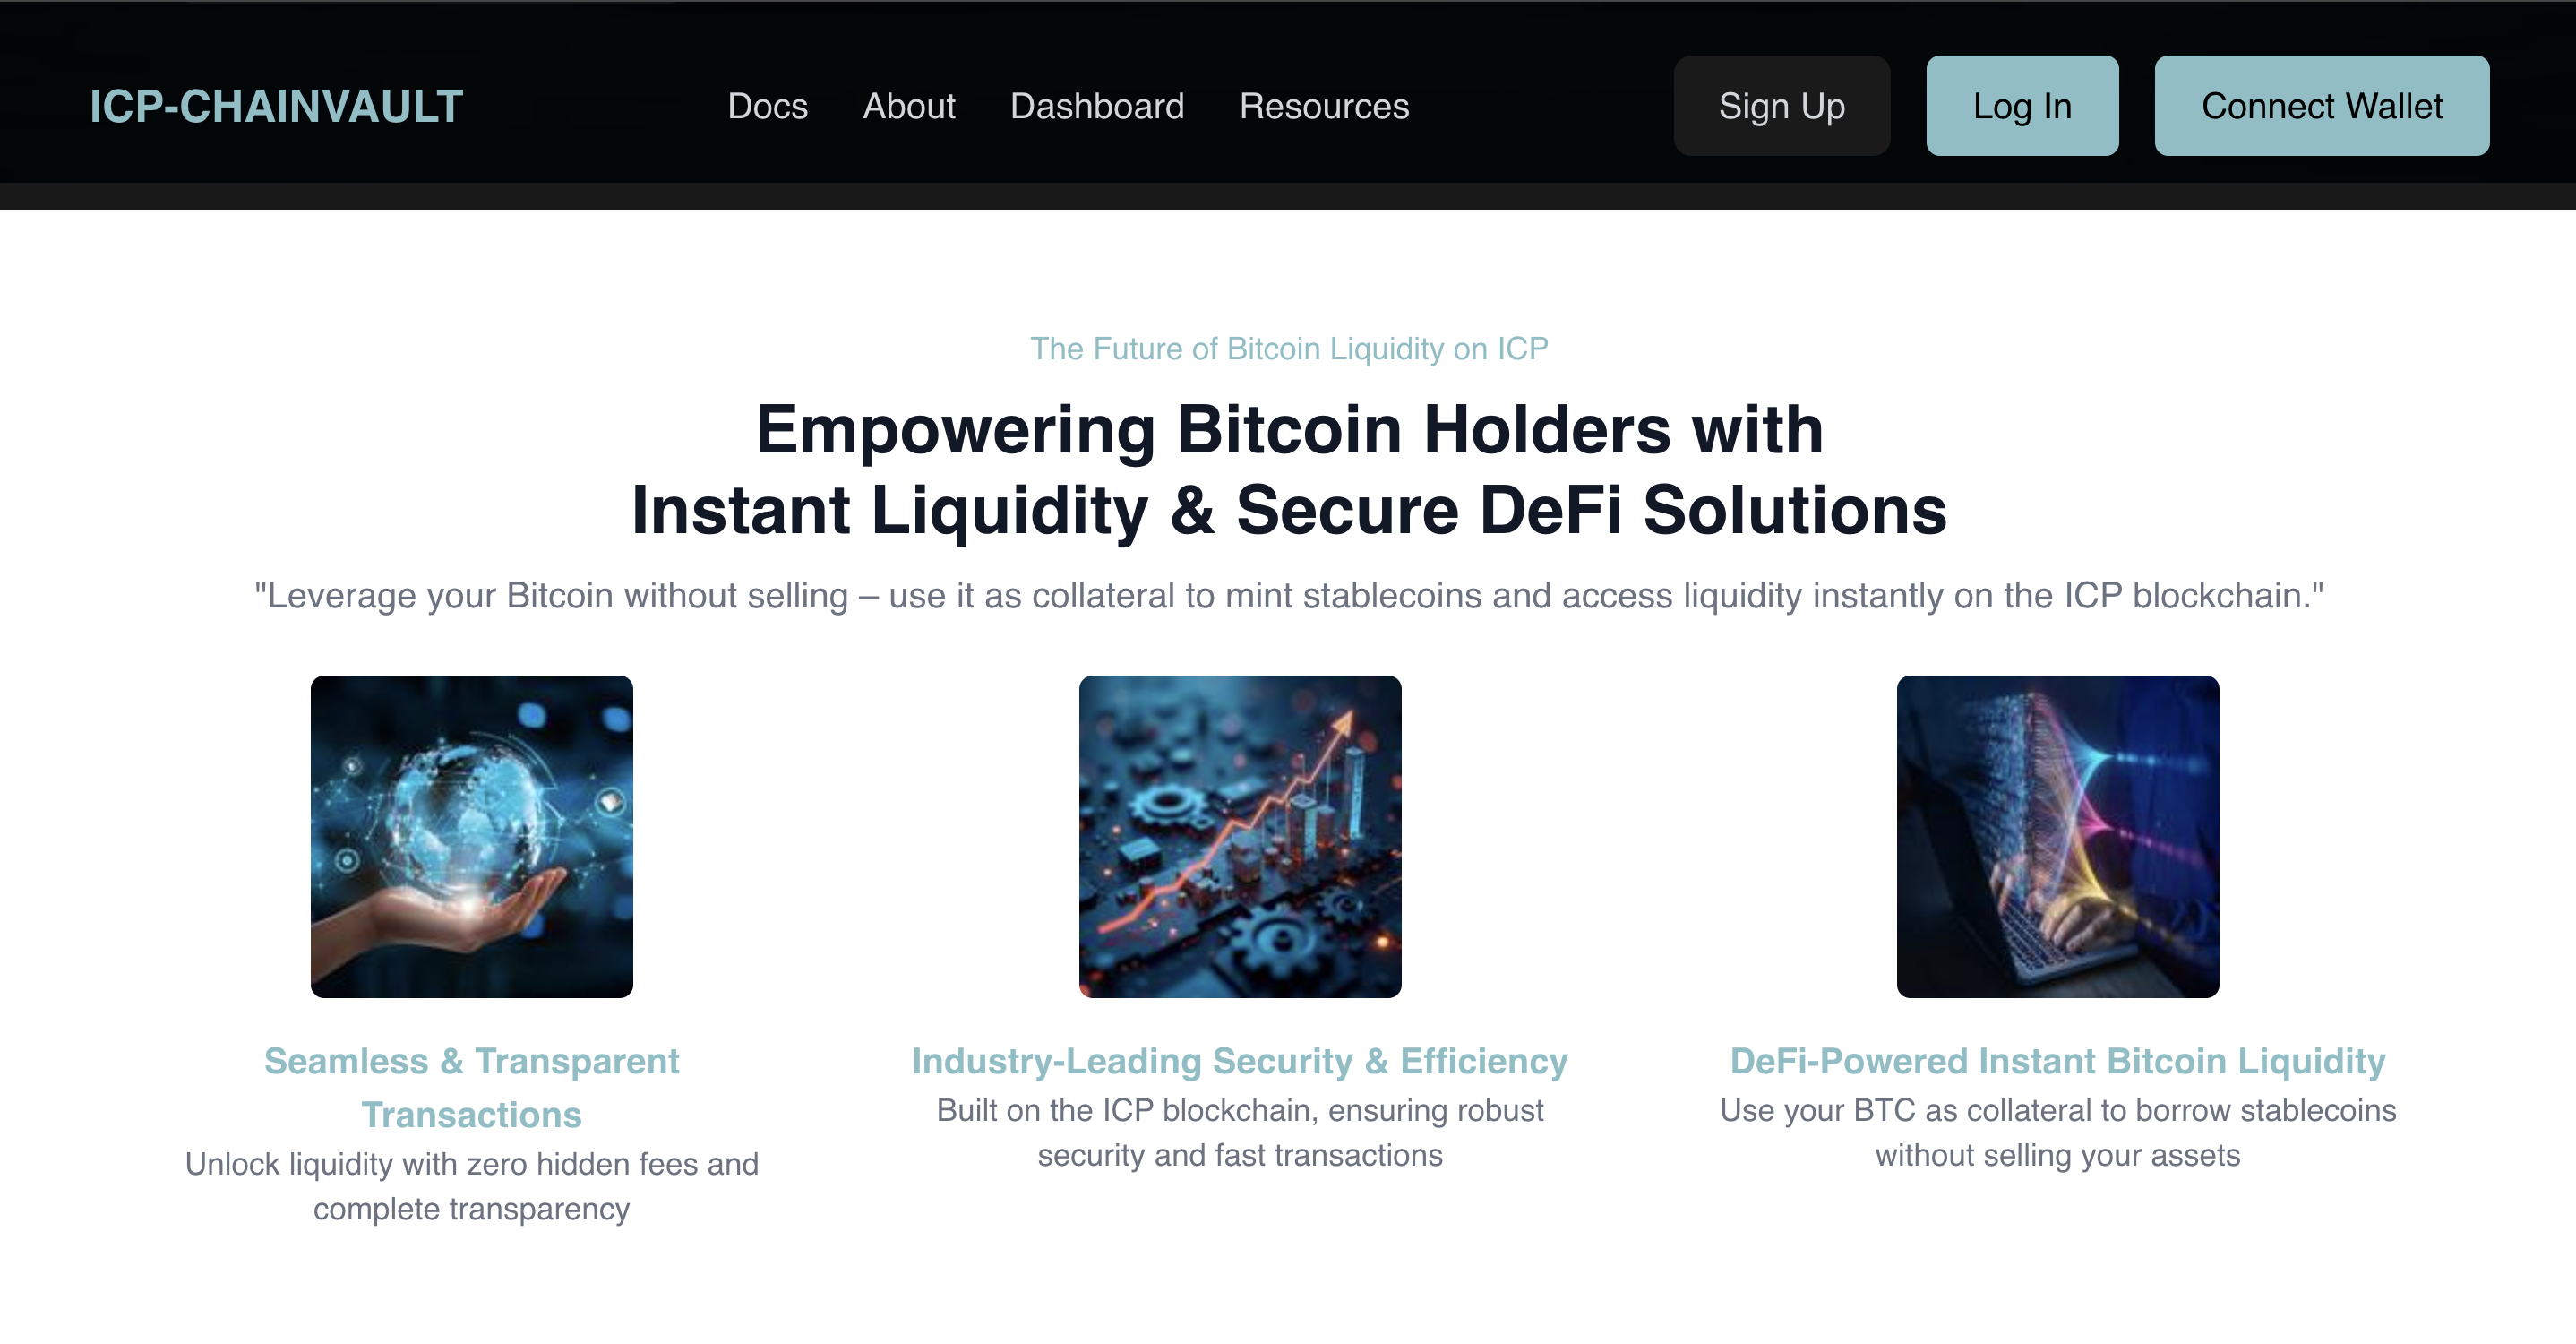 ICP-CHAINVAULT
Docs
About
Dashboard
Resources
Sign Up
Log In
Connect Wallet
The Future of Bitcoin Liquidity on ICP
Empowering Bitcoin Holders with
Instant Liquidity & Secure DeFi Solutions
"Leverage your Bitcoin without selling – use it as collateral to mint stablecoins and access liquidity instantly on the ICP blockchain."
Seamless & Transparent
Transactions
Unlock liquidity with zero hidden fees and
complete transparency
Industry-Leading Security & Efficiency
Built on the ICP blockchain, ensuring robust
security and fast transactions
DeFi-Powered Instant Bitcoin Liquidity
Use your BTC as collateral to borrow stablecoins
without selling your assets